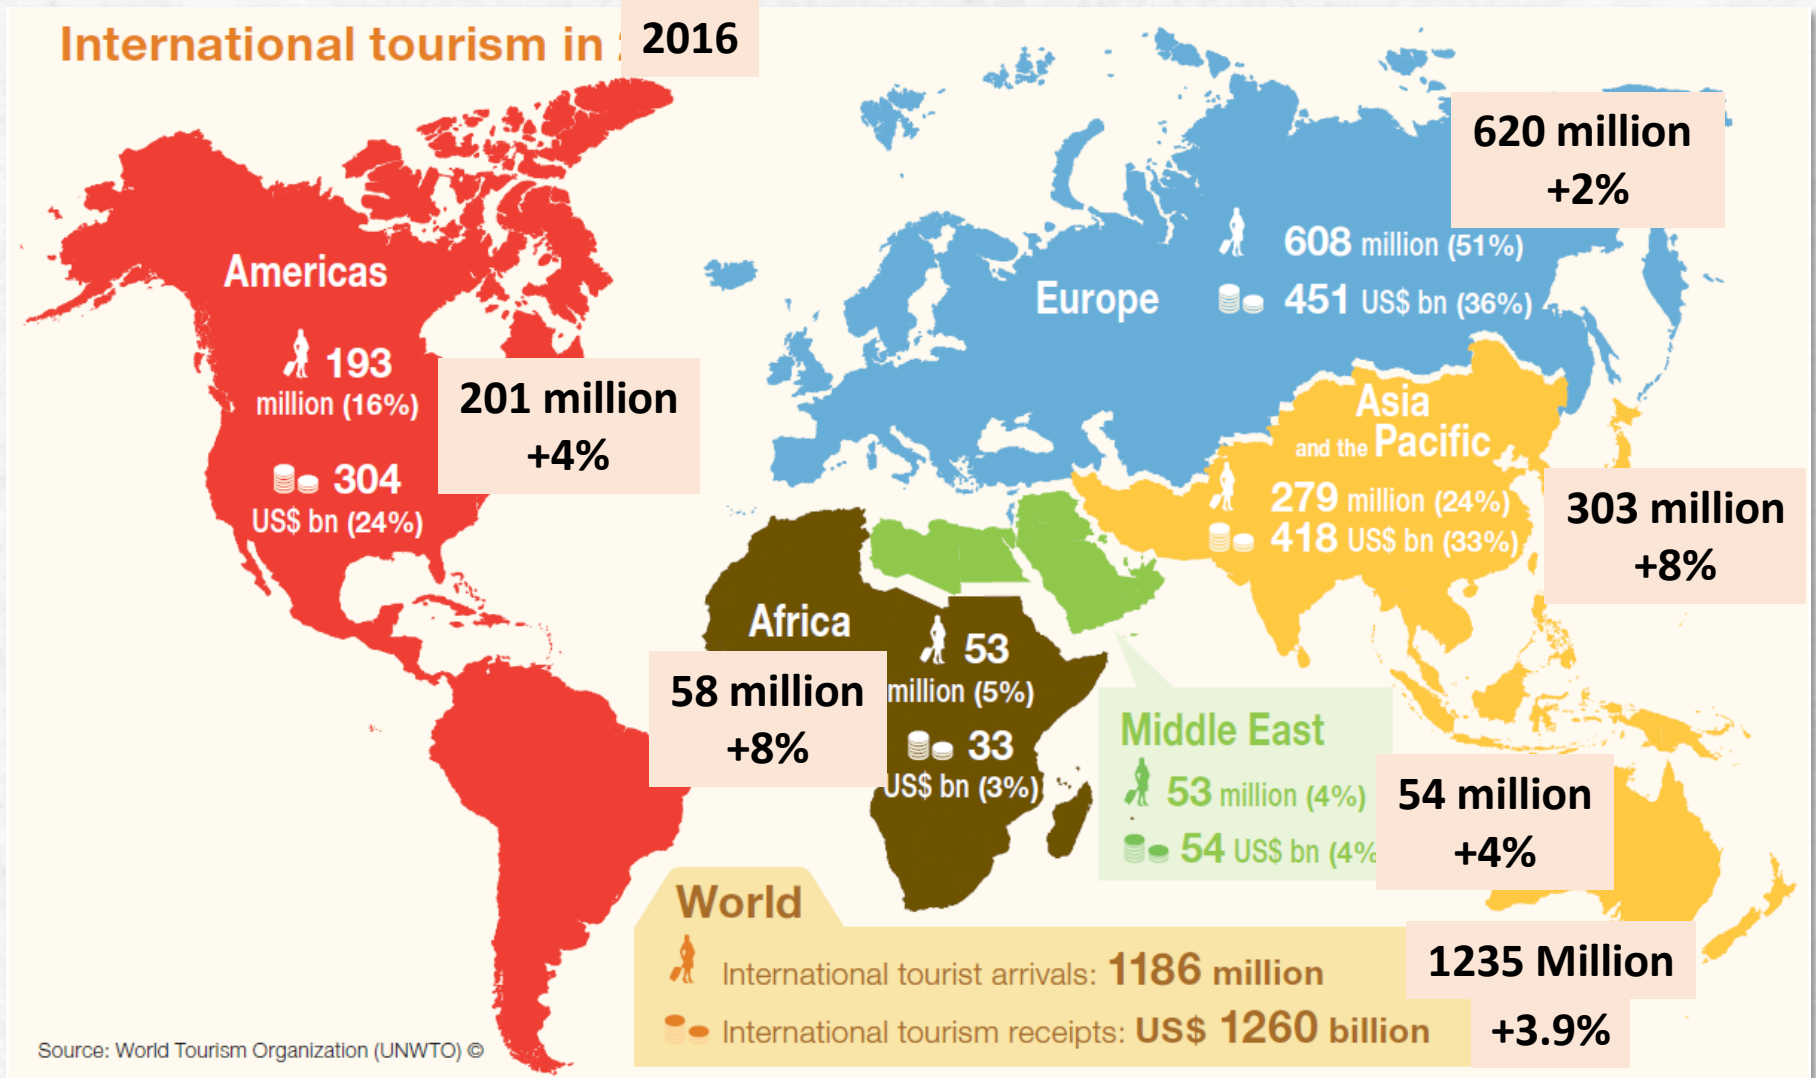 International tourism in 2016
620 million
+2%
608 million (51%)
Europe
451 US$ bn (36%)
Americas
193
million (16%)
201 million
+4%
304
US$ bn (24%)
Asia
and the Pacific
279 million (24%)
418 US$ bn (33%)
303 million
+8%
Africa
53
million (5%)
58 million
+8%
33
US$ bn (3%)
Middle East
53 million (4%)
54 US$ bn (4%
54 million
+4%
World
International tourist arrivals: 1186 million
1235 Million
International tourism receipts: US$ 1260 billion
+3.9%
Source: World Tourism Organization (UNWTO) ©